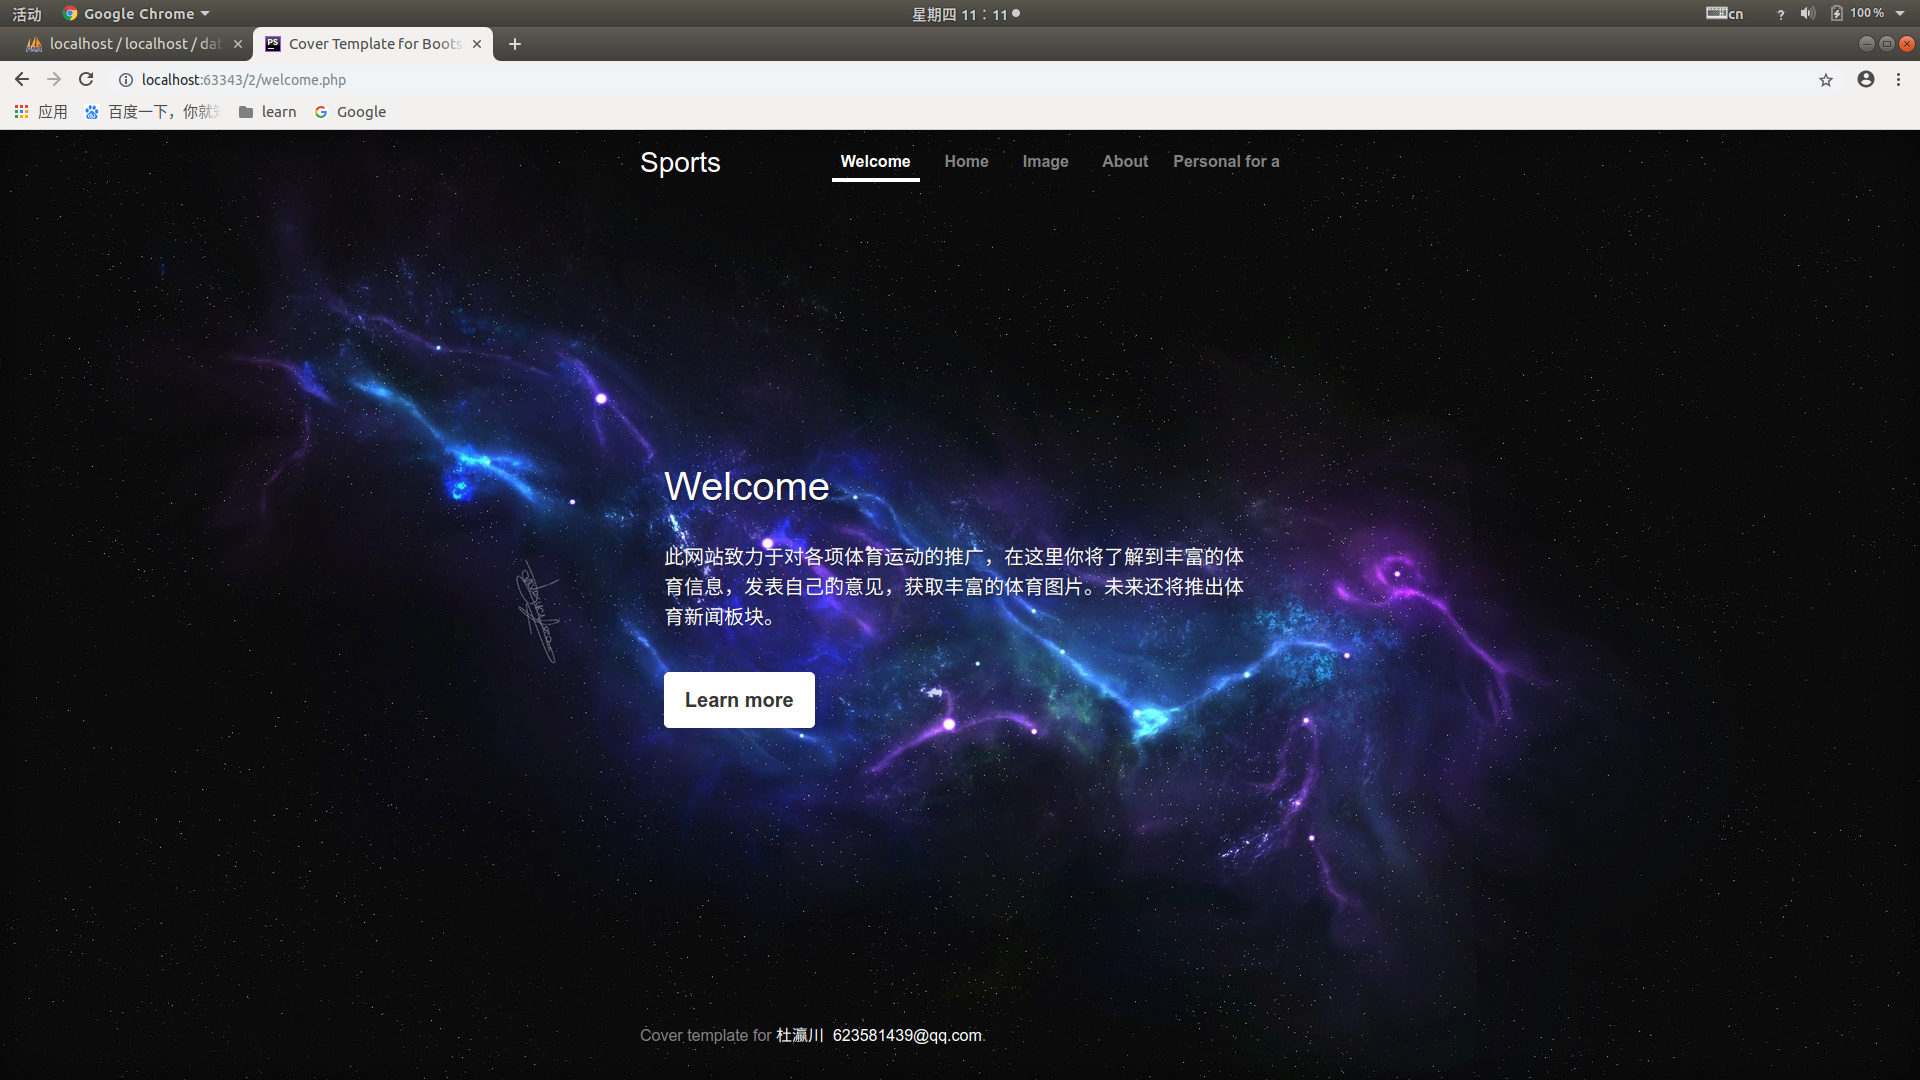 活动 Google Chrome 星期四 11：11 cn ? 100 %
localhost / localhost / dat Cover Template for Boots
localhost:63343/2/welcome.php
应用 百度一下，你就知 learn Google
Sports Welcome Home Image About Personal for a
Welcome
此网站致力于对各项体育运动的推广，在这里你将了解到丰富的体
育信息，发表自己的意见，获取丰富的体育图片。未来还将推出体
育新闻板块。
Learn more
Cover template for 杜瀛川 623581439@qq.com.